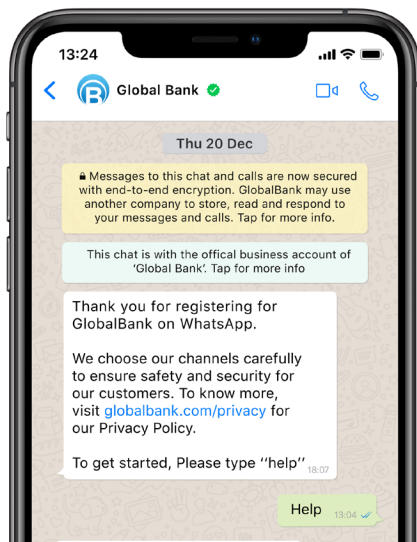 13:24
Global Bank
Thu 20 Dec
Messages to this chat and calls are now secured
with end-to-end encryption. GlobalBank may use
another company to store, read and respond to
your messages and calls. Tap for more info.
This chat is with the offical business account of
‘Global Bank’. Tap for more info
Thank you for registering for
GlobalBank on WhatsApp.
We choose our channels carefully
to ensure safety and security for
our customers. To know more,
visit globalbank.com/privacy for
our Privacy Policy.
To get started, Please type ‘‘help’’ 18:07
Help 13:04